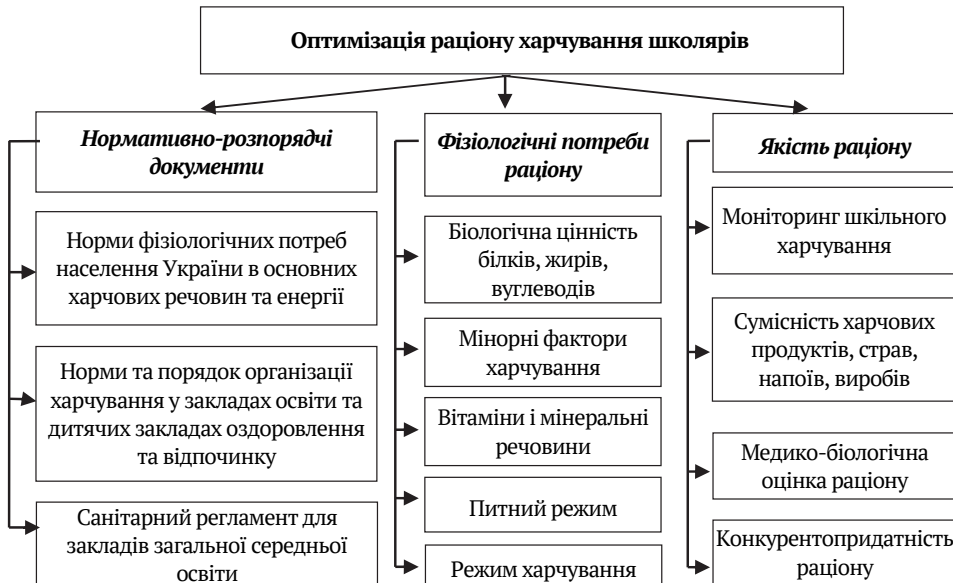 Оптимізація раціону харчування школярів
Нормативно-розпорядчі
документи
Норми фізіологічних потреб
населення України в основних
харчових речовин та енергії
Норми та порядок організації
харчування у закладах освіти та
дитячих закладах оздоровлення
та відпочинку
Санітарний регламент для
закладів загальної середньої
освіти
Фізіологічні потреби
раціону
Біологічна цінність
білків, жирів,
вуглеводів
Мінорні фактори
харчування
Вітаміни і мінеральні
речовини
Питний режим
Режим харчування
Якість раціону
Моніторинг шкільного
харчування
Сумісність харчових
продуктів, страв,
напоїв, виробів
Медико-біологічна
оцінка раціону
Конкурентопридатність
раціону